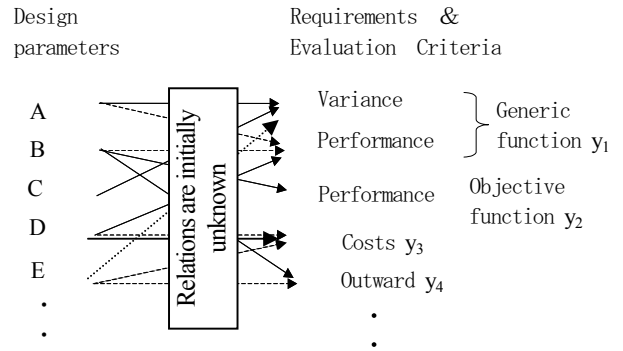 Design
parameters
Requirements &
Evaluation Criteria
A
B
C
D
E
Relations are initially
unknown
Variance
Performance
Generic
function y1
Performance
Objective
function y2
Costs y3
Outward y4